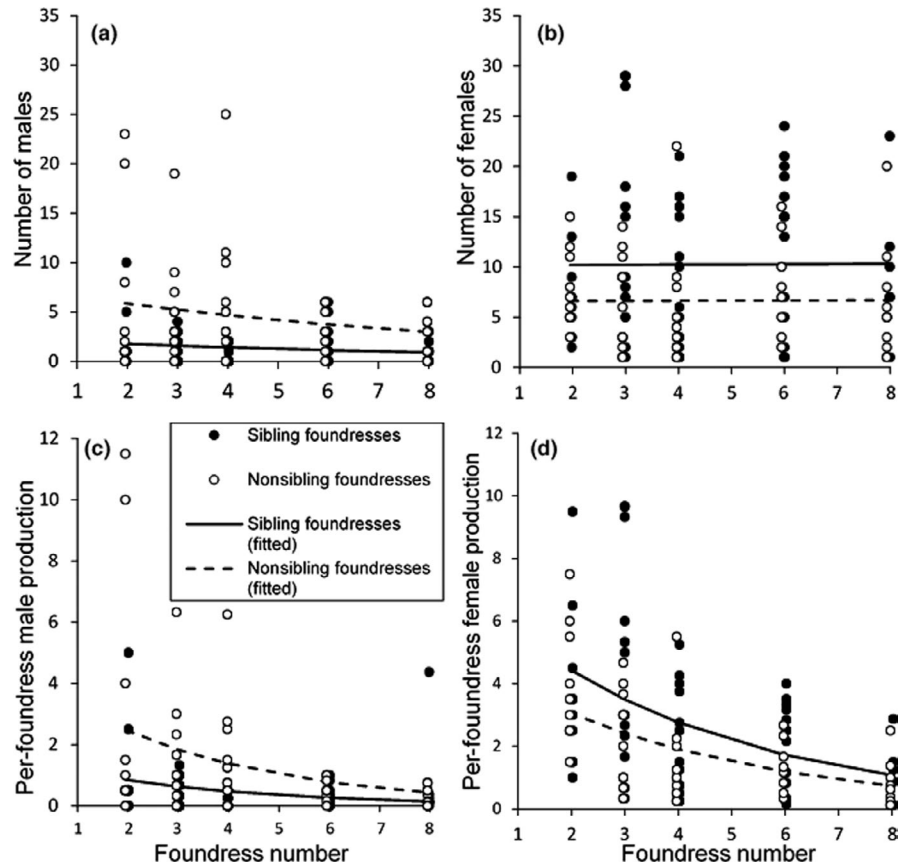 (a)
Number of males
35
30
25
20
15
10
5
0
1 2 3 4 5 6 7 8
(b)
Number of females
35
30
25
20
15
10
5
0
1 2 3 4 5 6 7 8
(c)
Per-foundress male production
12
10
8
6
4
2
0
1 2 3 4 5 6 7 8
Foundress number
Sibling foundresses
Nonsibling foundresses
Sibling foundresses
(fitted)
Nonsibling foundresses
(fitted)
(d)
Per-fouundress female production
12
10
8
6
4
2
0
1 2 3 4 5 6 7 8
Foundress number